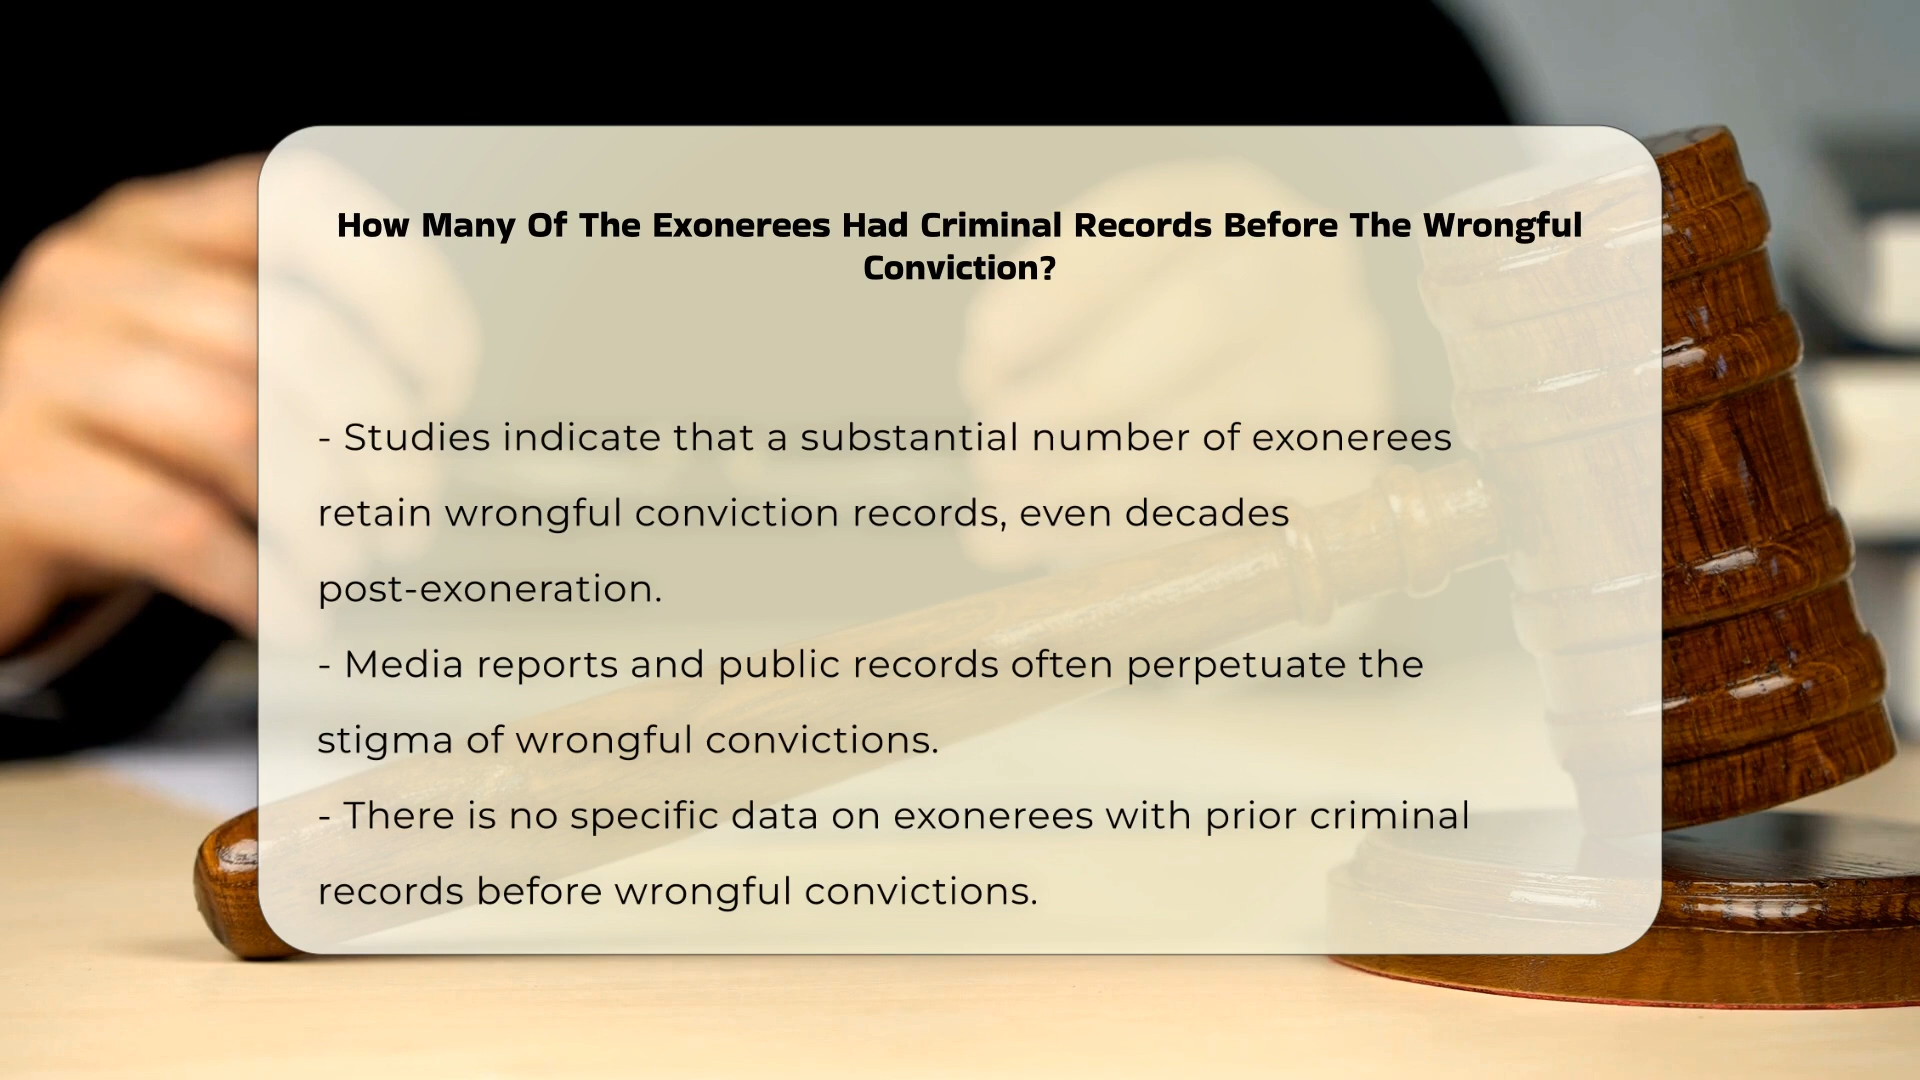 How Many Of The Exonerees Had Criminal Records Before The Wrongful
Conviction?
- Studies indicate that a substantial number of exonerees
retain wrongful conviction records, even decades
post-exoneration.
- Media reports and public records often perpetuate the
stigma of wrongful convictions.
- There is no specific data on exonerees with prior criminal
records before wrongful convictions.